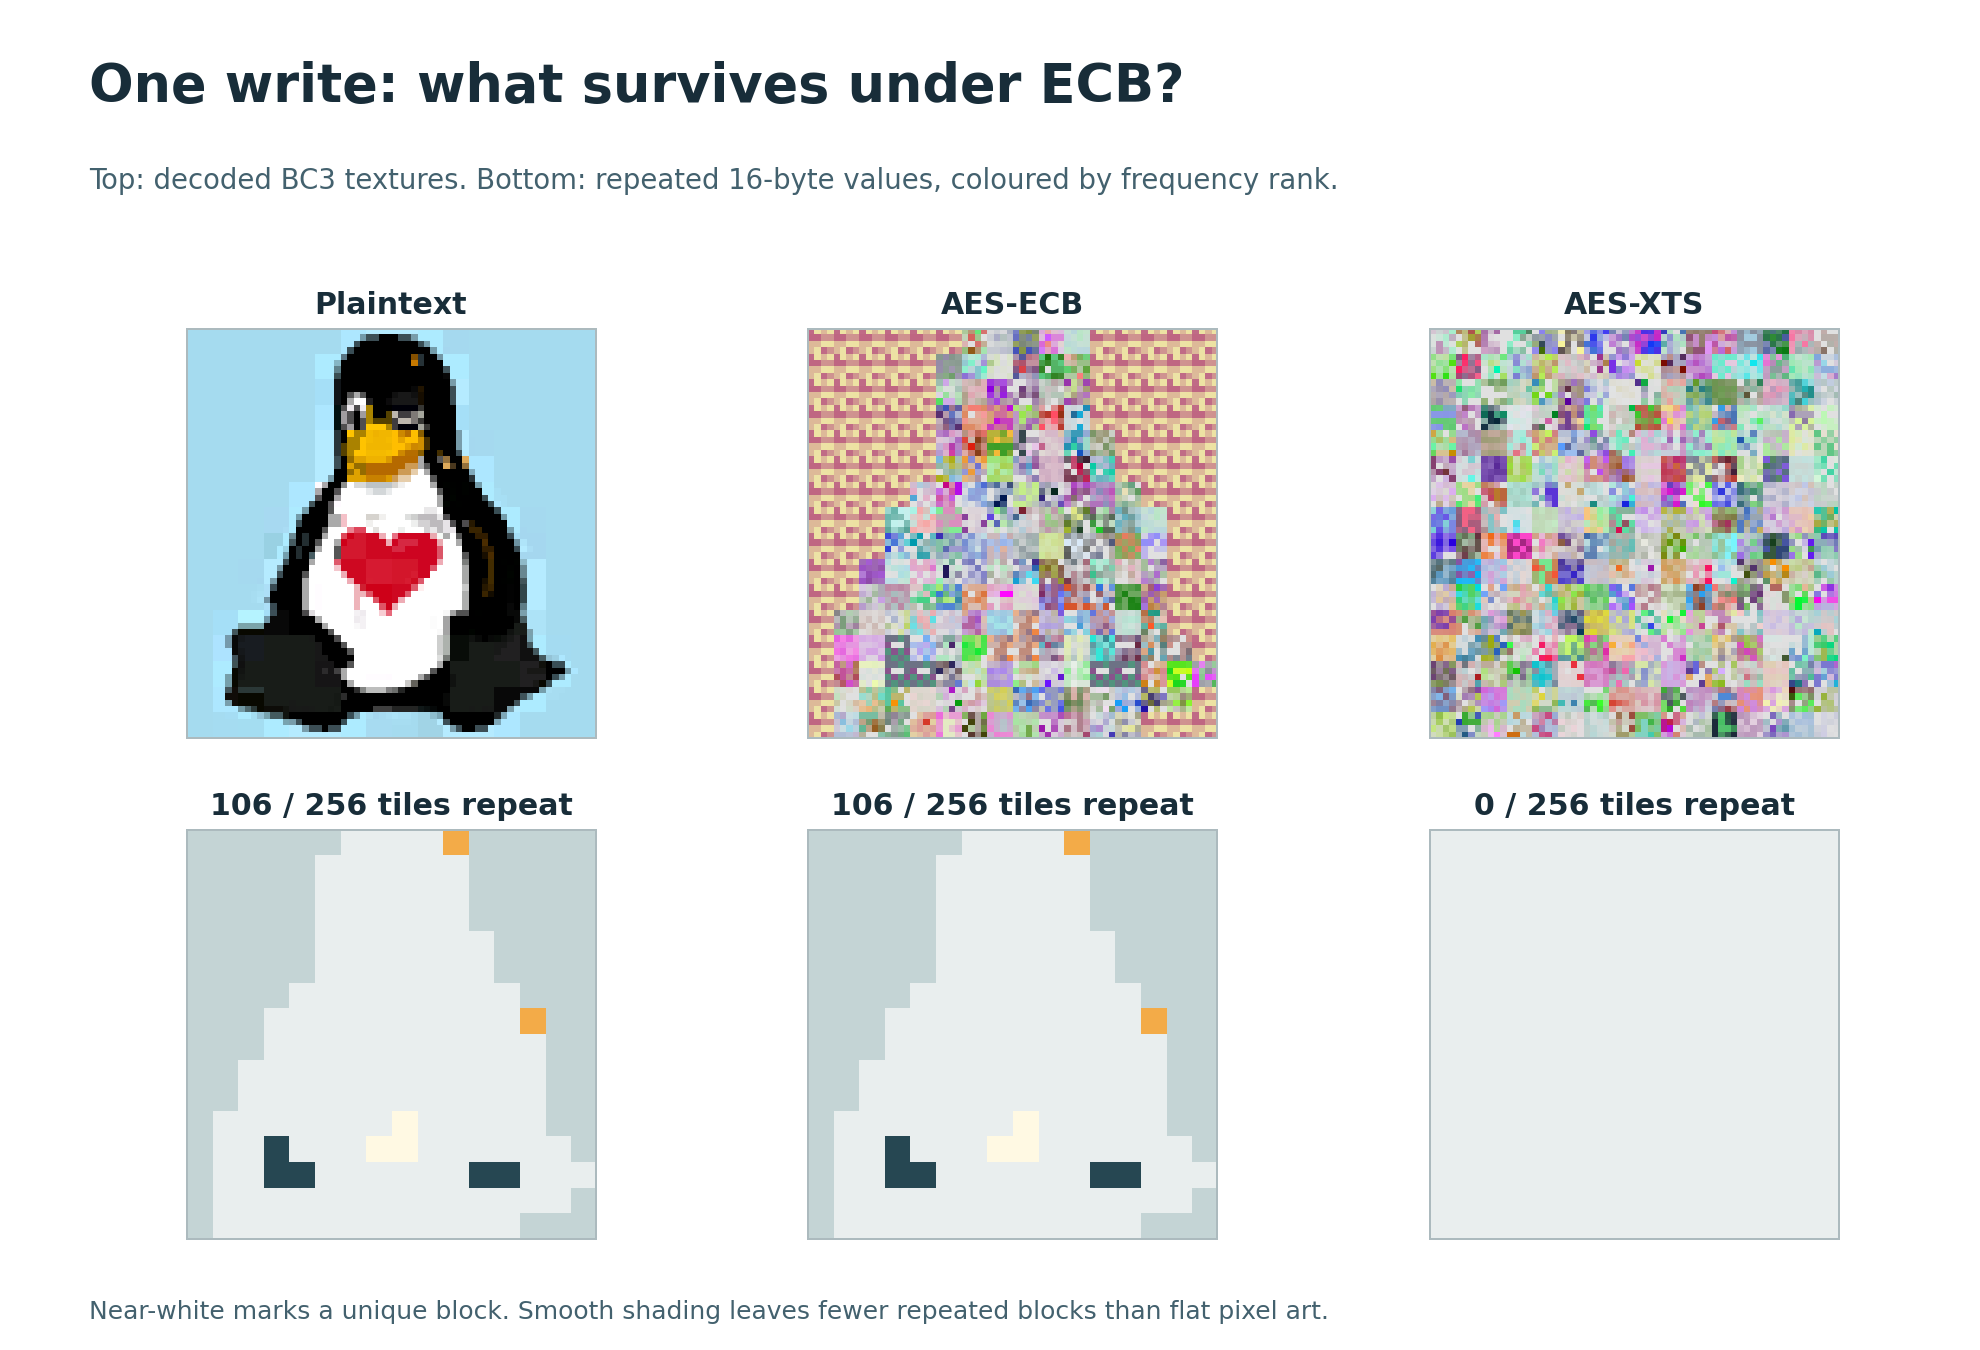 One write: what survives under ECB?
Top: decoded BC3 textures. Bottom: repeated 16-byte values, coloured by frequency rank.
Plaintext
AES-ECB
AES-XTS
106 / 256 tiles repeat
106 / 256 tiles repeat
0 / 256 tiles repeat
Near-white marks a unique block. Smooth shading leaves fewer repeated blocks than flat pixel art.